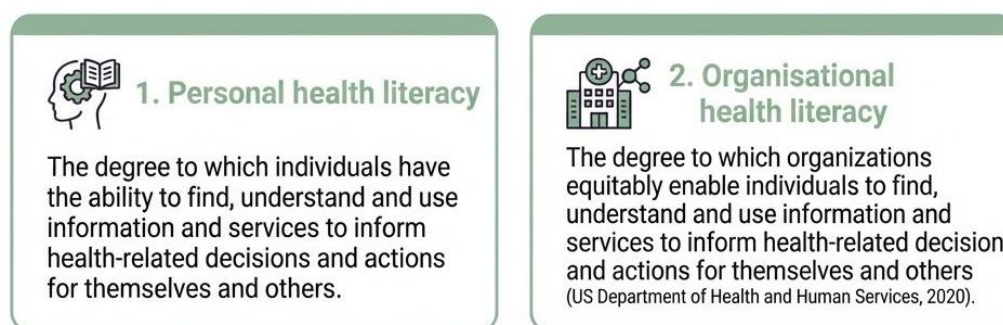 1. Personal health literacy
The degree to which individuals have
the ability to find, understand and use
information and services to inform
health-related decisions and actions
for themselves and others.
2. Organisational
health literacy
The degree to which organizations
equitably enable individuals to find,
understand and use information and
services to inform health-related decision
and actions for themselves and others
(US Department of Health and Human Services, 2020).